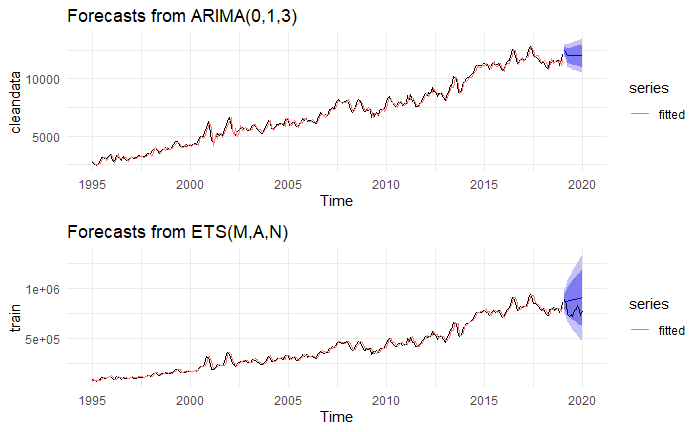 Forecasts from ARIMA(0,1,3)
cleandata
10000
5000
1995 2000 2005 2010 2015 2020
Time
series
fitted
Forecasts from ETS(M,A,N)
train
1e+06
5e+05
1995 2000 2005 2010 2015 2020
Time
series
fitted